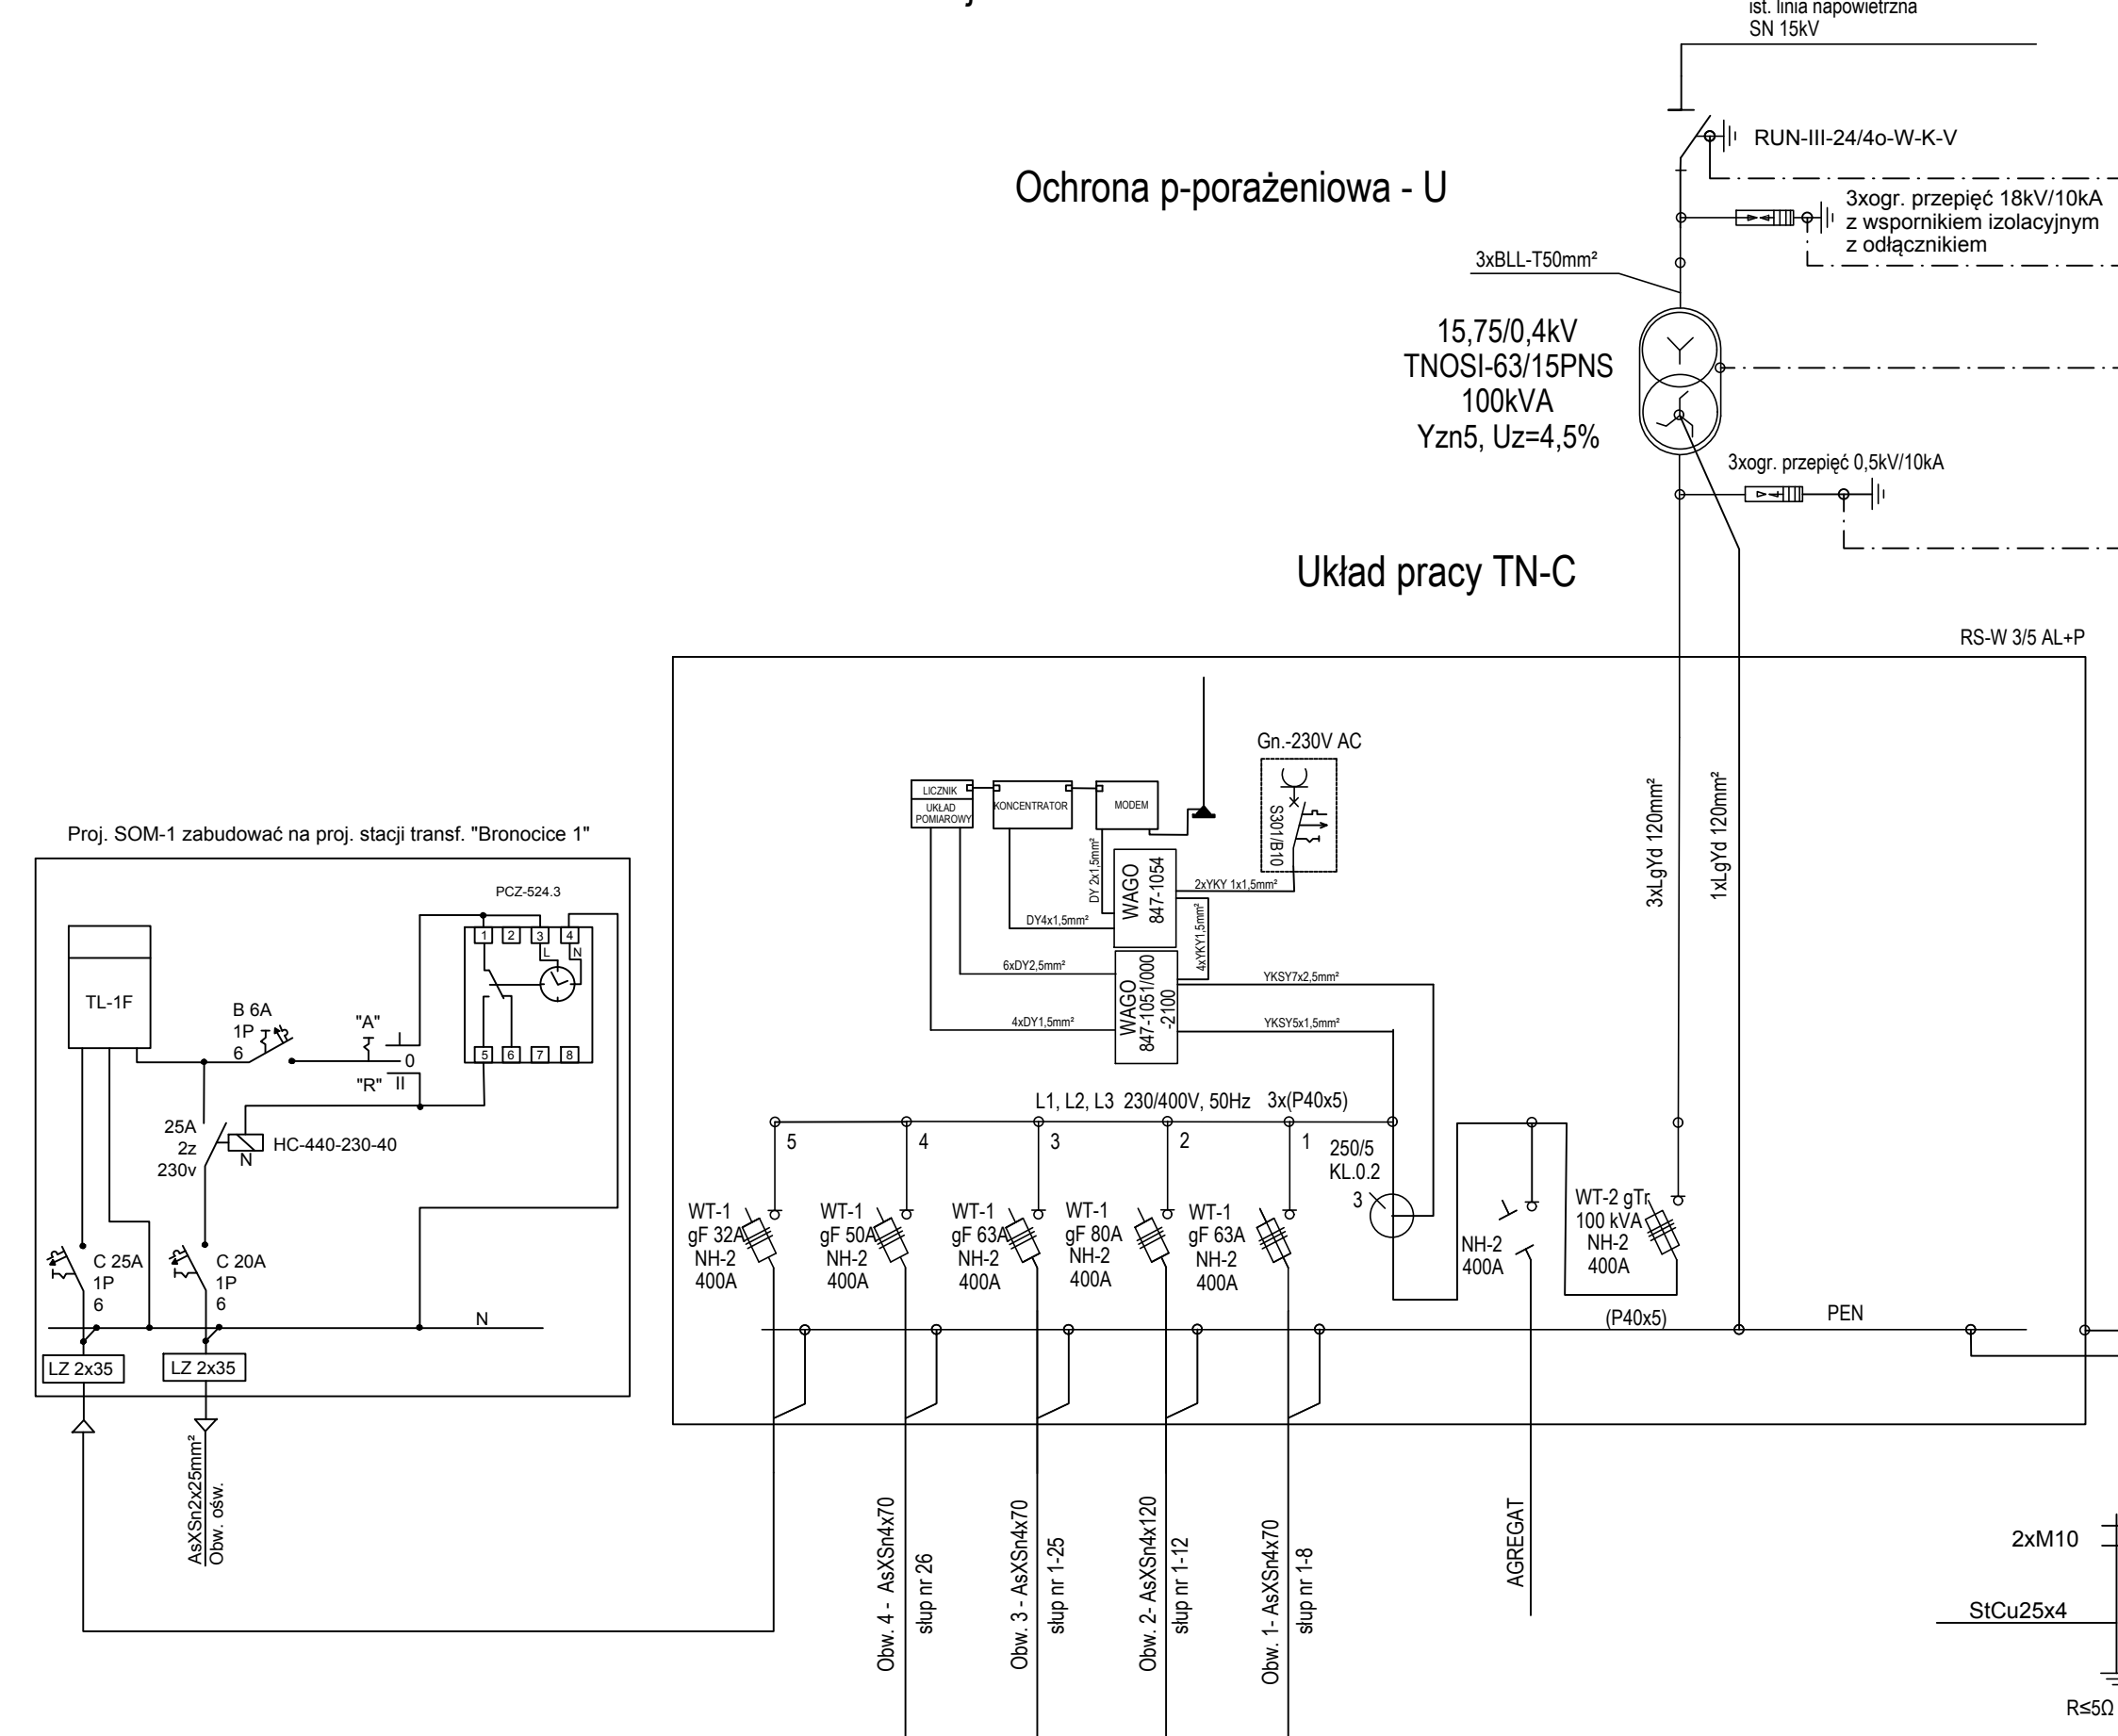 ist. linia napowietrzna
SN 15kV
RUN-III-24/4o-W-K-V
Ochrona p-porażeniowa - U
3xogr. przepięć 18kV/10kA
z wspornikiem izolacyjnym
z odłącznikiem
3xBLL-T50mm²
15,75/0,4kV
TNOSI-63/15PNS
100kVA
Yzn5, Uz=4,5%
3xogr. przepięć 0,5kV/10kA
Układ pracy TN-C
RS-W 3/5 AL+P
3xLgYd 120mm²
1xLgYd 120mm²
Gn.-230V AC
S301/B10
LICZNIK
UKŁAD
POMIAROWY
KONCENTRATOR
MODEM
DY 2x1,5mm²
WAGO
847-1054
2xYKY 1x1,5mm²
DY4x1,5mm²
4xYKY1,5mm²
6xDY2,5mm²
WAGO
847-1051/000
-2100
YKSY7x2,5mm²
4xDY1,5mm²
YKSY5x1,5mm²
L1, L2, L3 230/400V, 50Hz 3x(P40x5)
5
4
3
2
1
250/5
KL.0.2
3
WT-1
gF 32A
NH-2
400A
WT-1
gF 50A
NH-2
400A
WT-1
gF 63A
NH-2
400A
WT-1
gF 80A
NH-2
400A
WT-1
gF 63A
NH-2
400A
NH-2
400A
WT-2 gTr
100 kVA
NH-2
400A
(P40x5)
PEN
Proj. SOM-1 zabudować na proj. stacji transf. "Bronocice 1"
PCZ-524.3
1
2
3
4
L
N
5
6
7
8
TL-1F
B 6A
1P
6
"A"
I
0
"R"
II
25A
2z
230v
N
HC-440-230-40
C 25A
1P
6
C 20A
1P
6
N
LZ 2x35
LZ 2x35
AsXSn2x25mm²
Obw. ośw.
Obw. 4 - AsXSn4x70
słup nr 26
Obw. 3 - AsXSn4x70
słup nr 1-25
Obw. 2- AsXSn4x120
słup nr 1-12
Obw. 1- AsXSn4x70
słup nr 1-8
AGREGAT
2xM10
StCu25x4
R≤5Ω